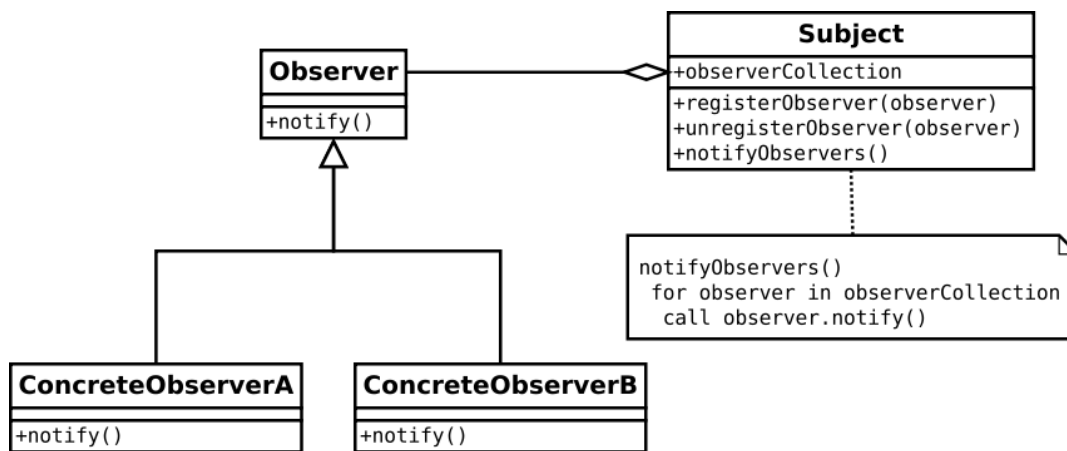 Observer
+notify()
Subject
+observerCollection
+registerObserver(observer)
+unregisterObserver(observer)
+notifyObservers()
notifyObservers()
for observer in observerCollection
call observer.notify()
ConcreteObserverA
+notify()
ConcreteObserverB
+notify()